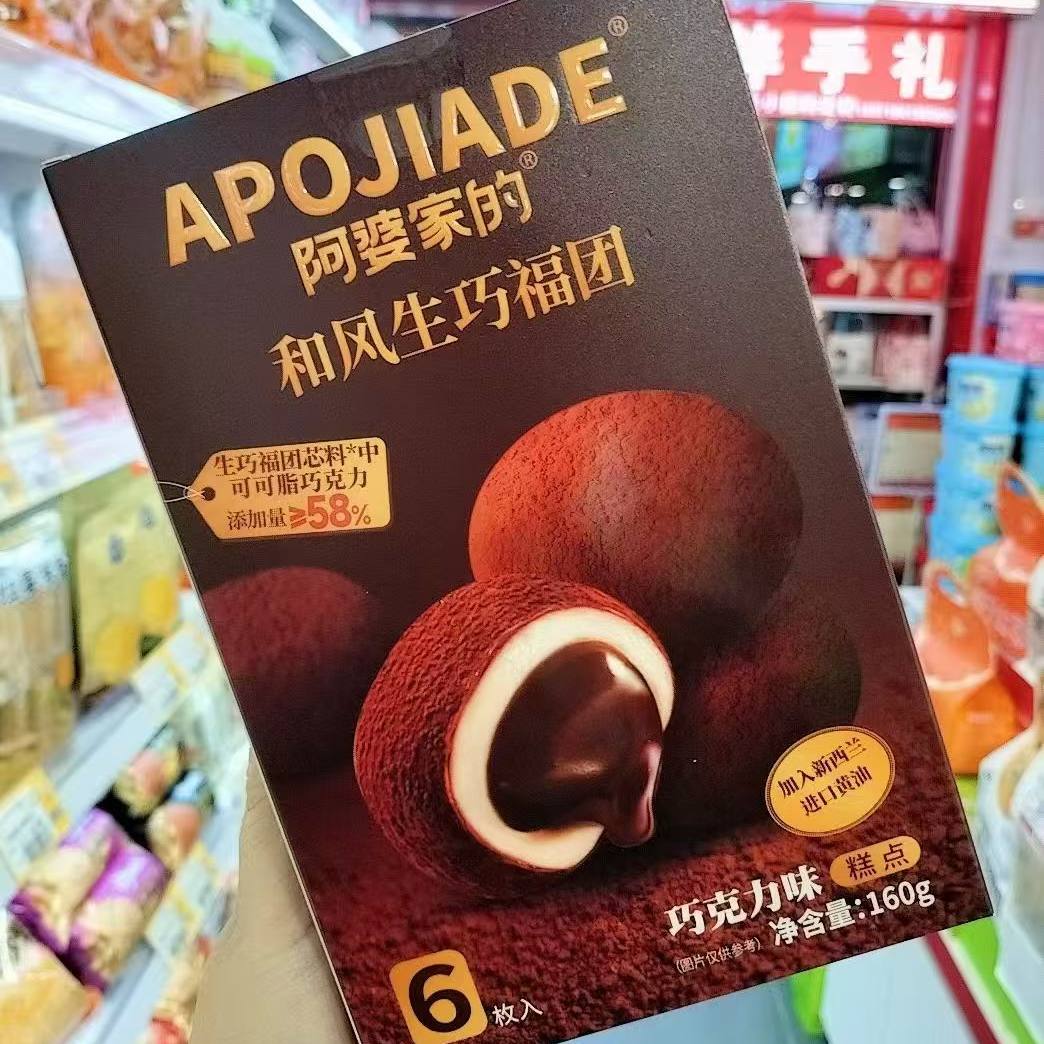 APOJIADE®
阿婆家的®
和风生巧福团
生巧福团芯料*中
可可脂巧克力
添加量≥58%
加入新西兰
进口黄油
巧克力味 糕点
(图片仅供参考) 净含量:160g
6枚入
手礼